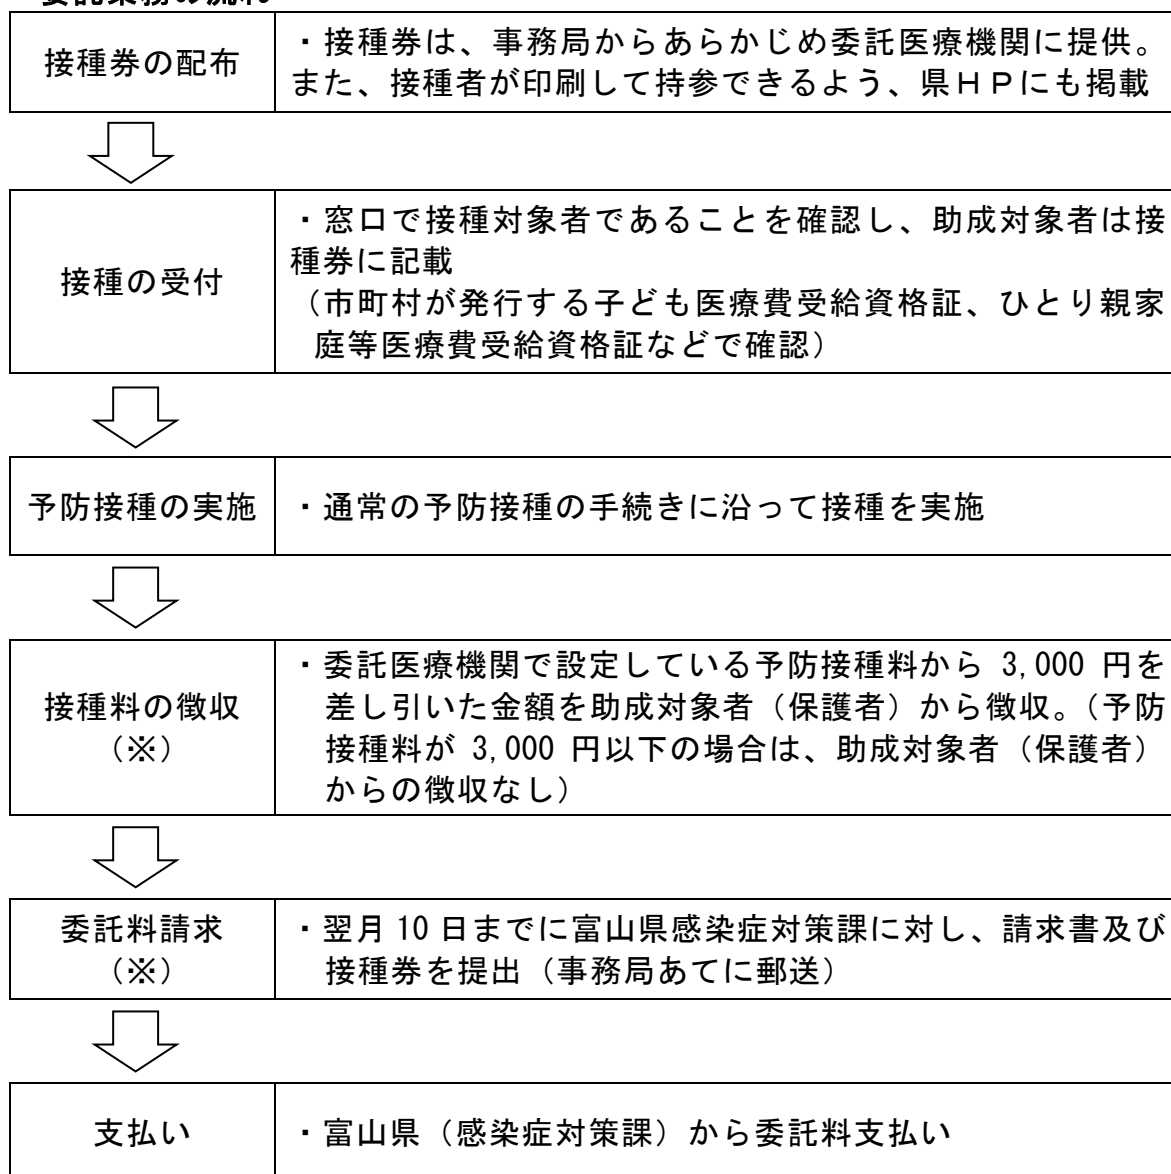 委託業務の流れ
接種券の配布
・接種券は、事務局からあらかじめ委託医療機関に提供。
また、接種者が印刷して持参できるよう、県ＨＰにも掲載
接種の受付
・窓口で接種対象者であることを確認し、助成対象者は接
種券に記載
（市町村が発行する子ども医療費受給資格証、ひとり親家
庭等医療費受給資格証などで確認）
予防接種の実施
・通常の予防接種の手続きに沿って接種を実施
接種料の徴収
（※）
・委託医療機関で設定している予防接種料から 3,000 円を
差し引いた金額を助成対象者（保護者）から徴収。（予防
接種料が 3,000 円以下の場合は、助成対象者（保護者）
からの徴収なし）
委託料請求
（※）
・翌月 10 日までに富山県感染症対策課に対し、請求書及び
接種券を提出（事務局あてに郵送）
支払い
・富山県（感染症対策課）から委託料支払い